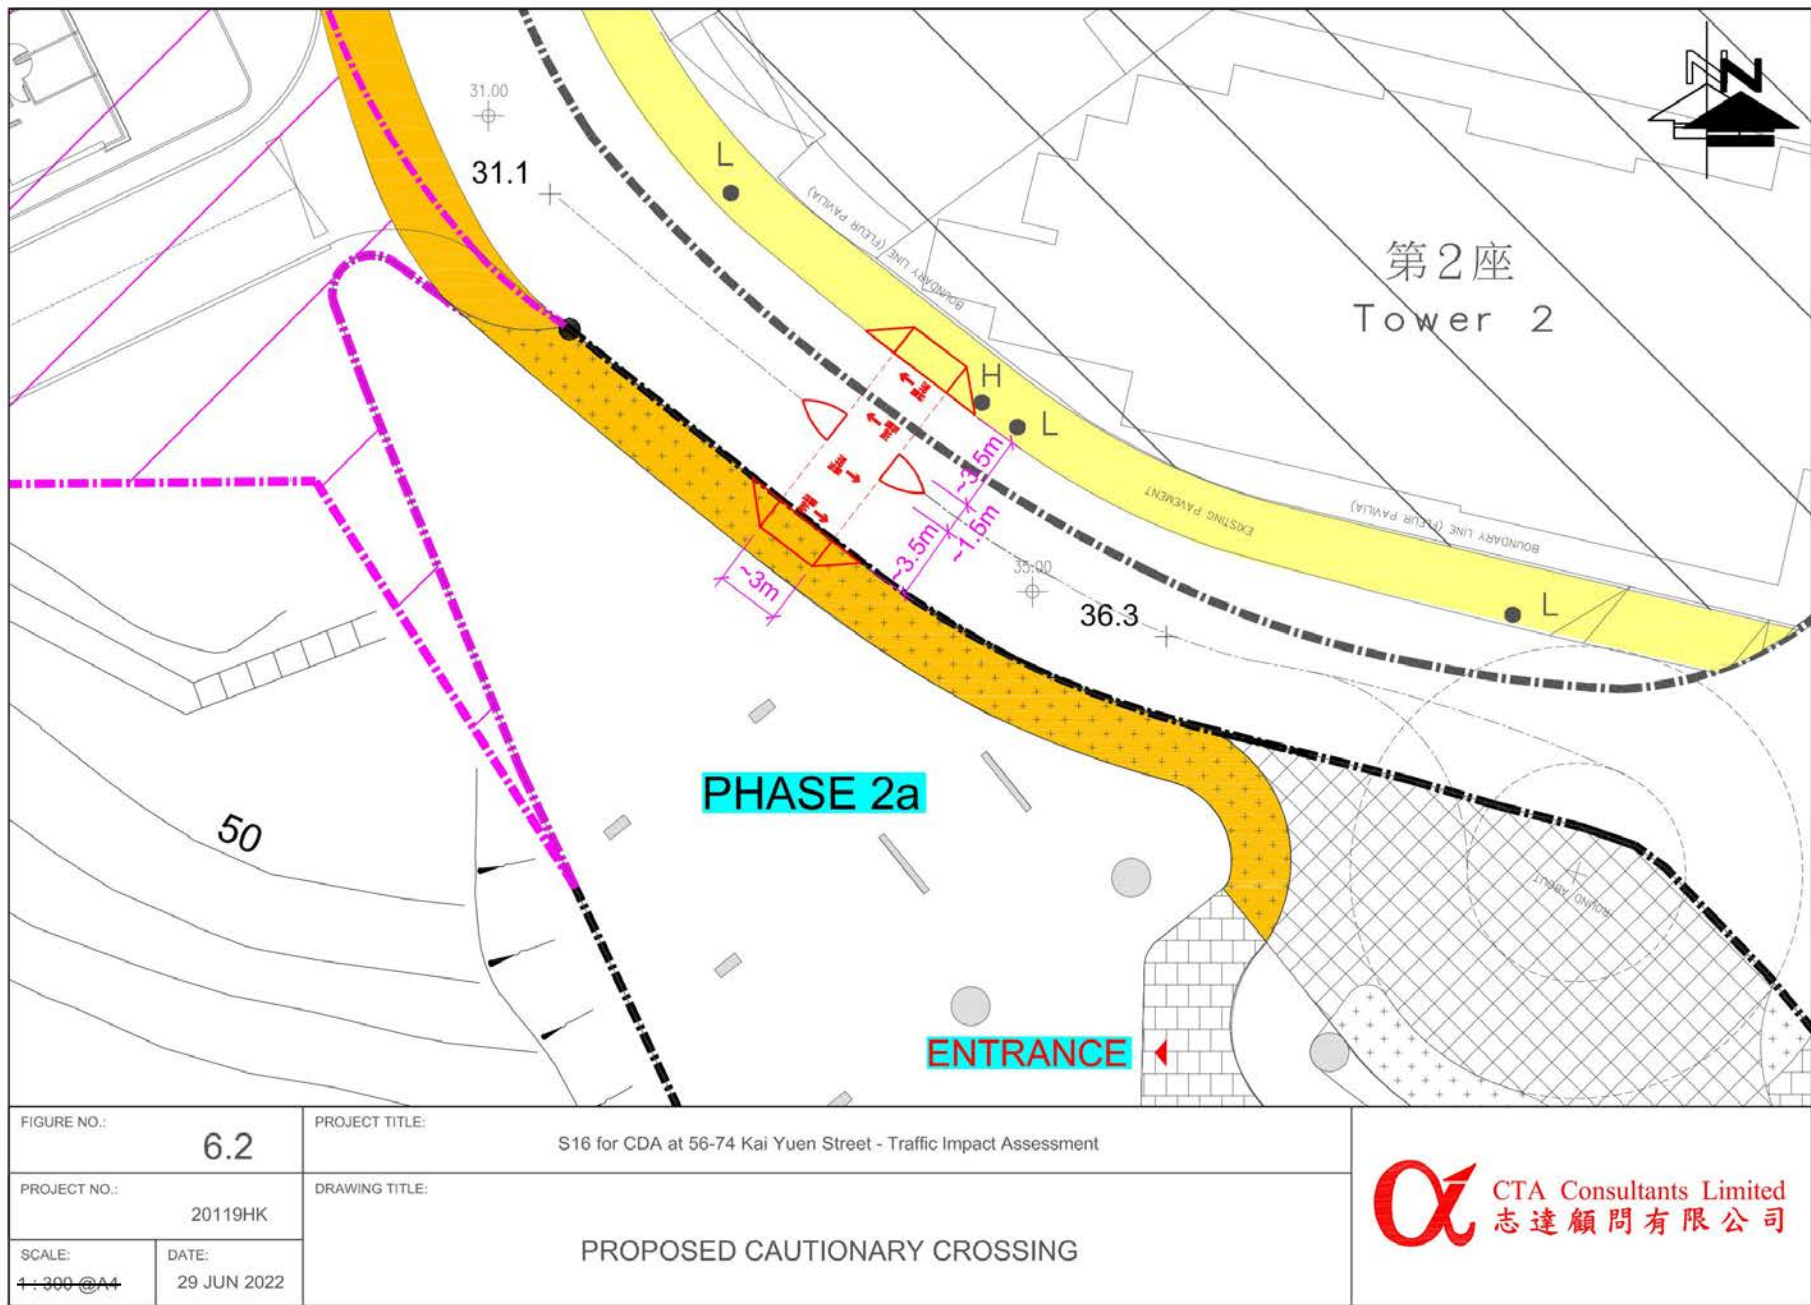 31.00
31.1
L
BOUNDARY LINE (FLEUR PAVILIA)
N
第2座
Tower 2
H
L
~3.5m
~1.5m
~3.5m
~3m
EXISTING PAVEMENT
BOUNDARY LINE (FLEUR PAVILIA)
35.00
36.3
L
PHASE 2a
50
ROUND ABOUT
ENTRANCE
FIGURE NO.:
6.2
PROJECT TITLE:
S16 for CDA at 56-74 Kai Yuen Street - Traffic Impact Assessment
PROJECT NO.:
20119HK
DRAWING TITLE:
PROPOSED CAUTIONARY CROSSING
SCALE:
1 : 300 @A4
DATE:
29 JUN 2022
CTA Consultants Limited
志達顧問有限公司